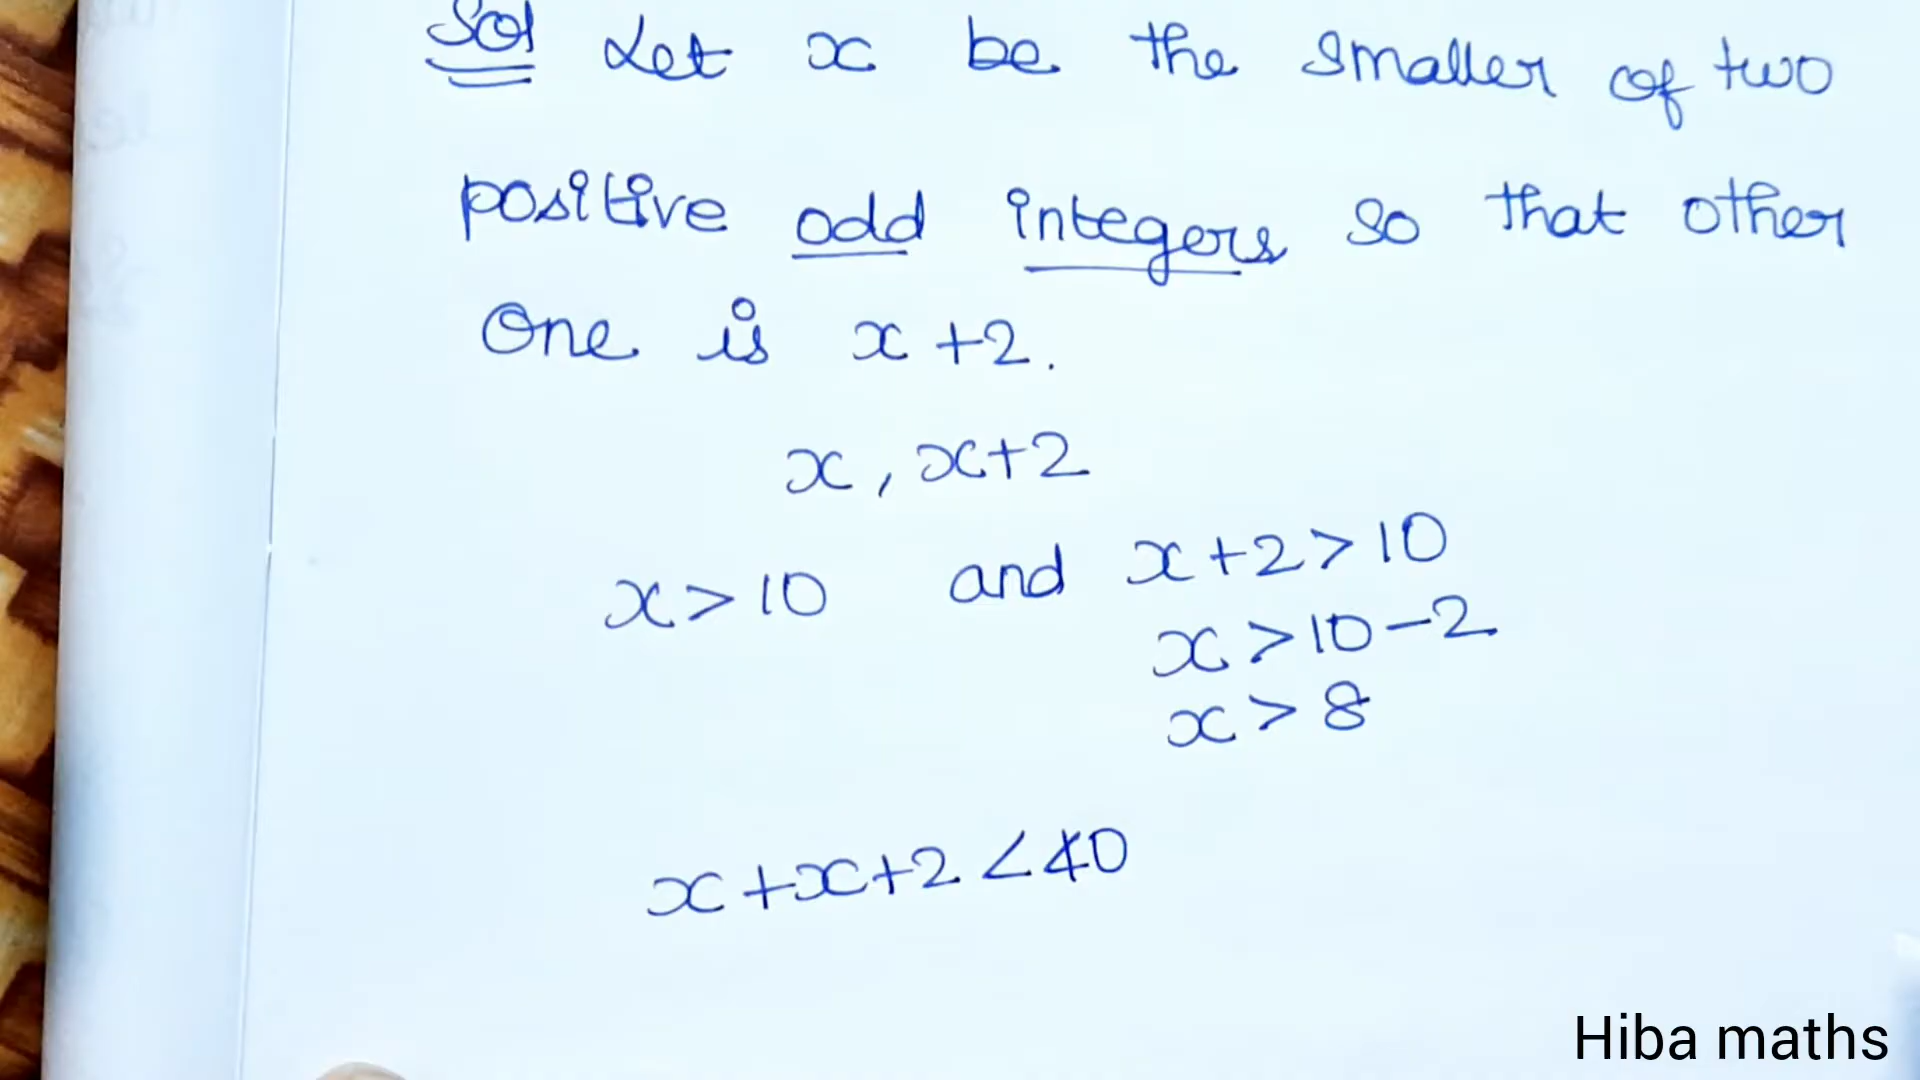 Sol Let x be the smaller of two
positive odd integers so that other
one is x+2.
x, x+2
x>10 and x+2>10
x>10-2
x>8
x+x+2<40
Hiba maths